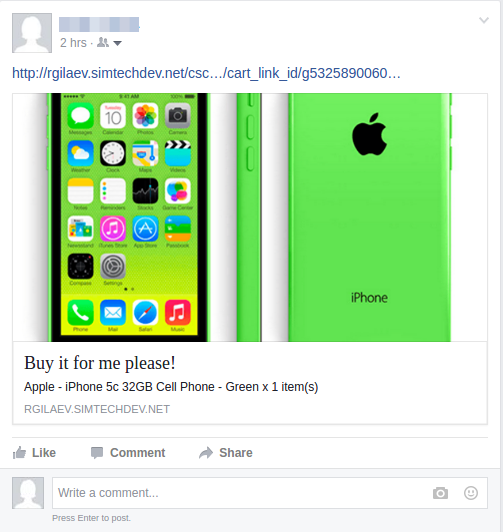 2 hrs ·
http://rgilaev.simtechdev.net/csc.../cart_link_id/g5325890060...
9:41 AM 100%
Messages Calendar Photos Camera
10
Weather Clock Maps Videos
Notes Reminders Stocks Game Center
Newsstand iTunes Store App Store Passbook
Compass Settings
Phone Mail Safari Music
iPhone
Buy it for me please!
Apple - iPhone 5c 32GB Cell Phone - Green x 1 item(s)
RGILAEV.SIMTECHDEV.NET
Like Comment Share
Write a comment...
Press Enter to post.